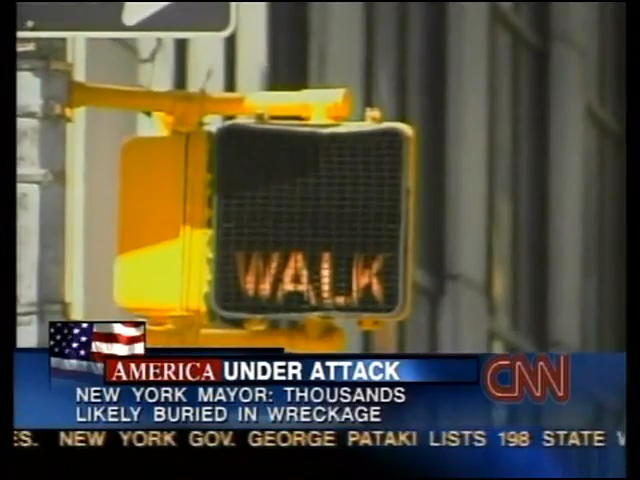 WALK
AMERICA UNDER ATTACK
CNN
NEW YORK MAYOR: THOUSANDS
LIKELY BURIED IN WRECKAGE
ES. NEW YORK GOV. GEORGE PATAKI LISTS 198 STATE